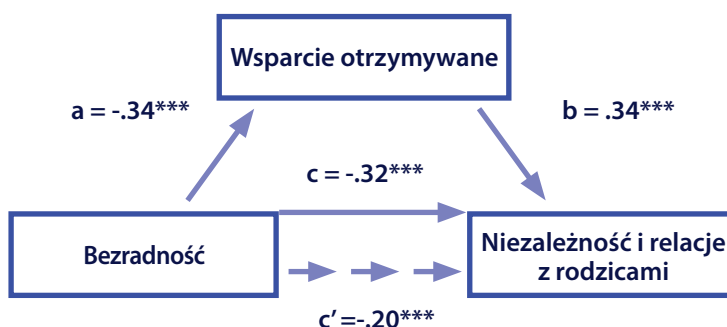 Wsparcie otrzymywane
a = -.34***
b = .34***
c = -.32***
Bezradność
Niezależność i relacje
z rodzicami
c’ =-.20***